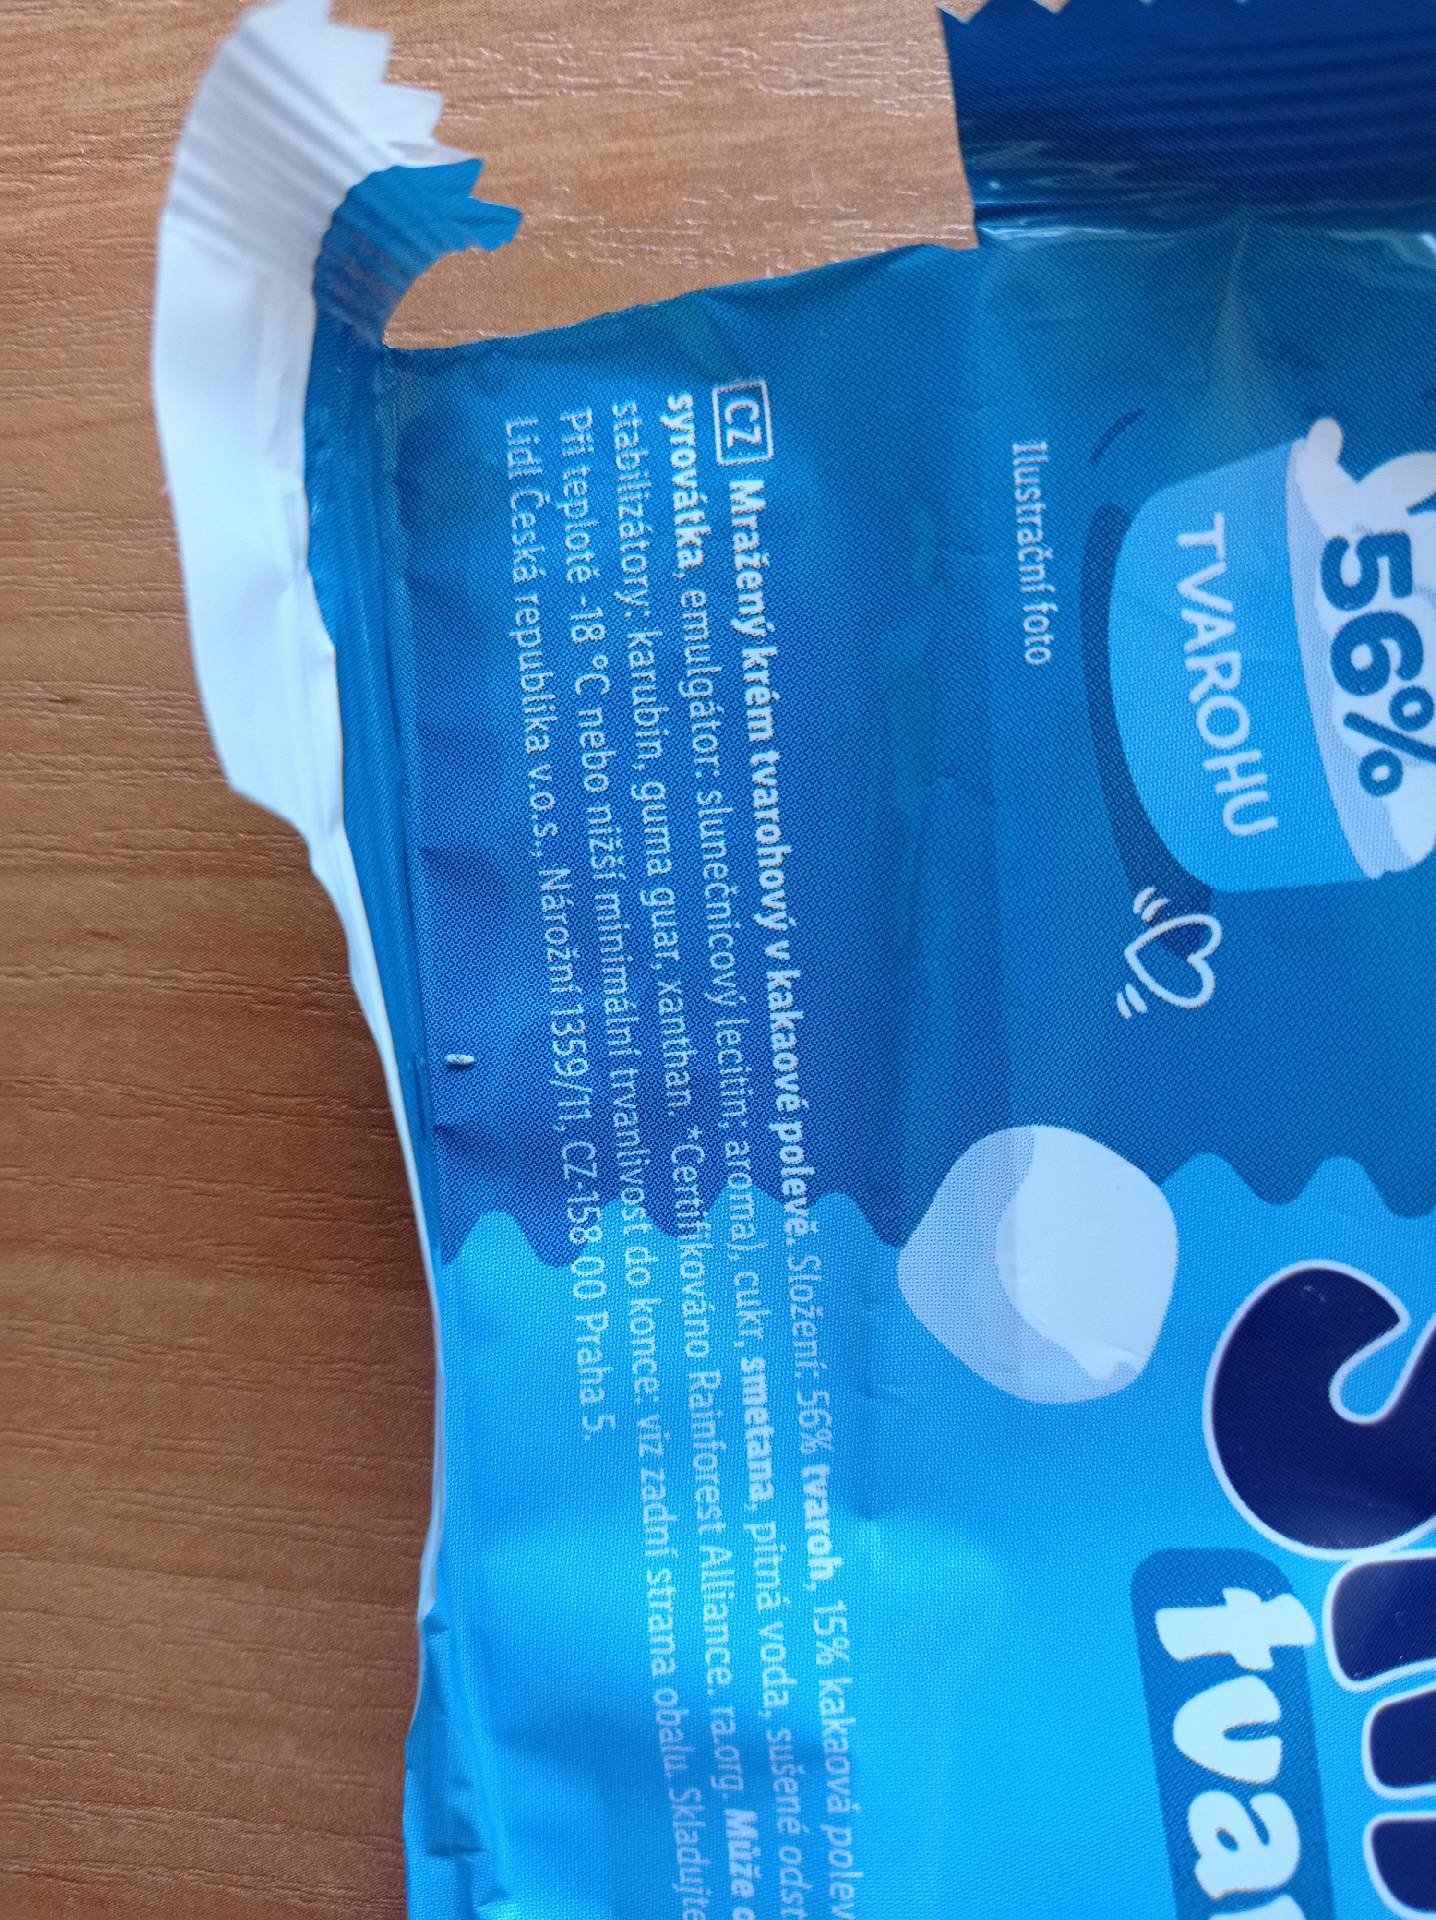 56%
TVAROHU
Ilustrační foto
tva
CZ Mražený krém tvarohový v kakaové polevě. Složení: 56% tvaroh, 15% kakaová polev
syrovátka, emulgátor: slunečnicový lecitin; aroma), cukr, smetana, pitná voda, sušené odst
stabilizátory: karubin, guma guar, xanthan. *Certifikováno Rainforest Alliance. ra.org. Může o
Při teplotě -18 °C nebo nižší minimální trvanlivost do konce: viz zadní strana obalu. Skladujte
Lidl Česká republika v.o.s., Nárožní 1359/11, CZ-158 00 Praha 5.